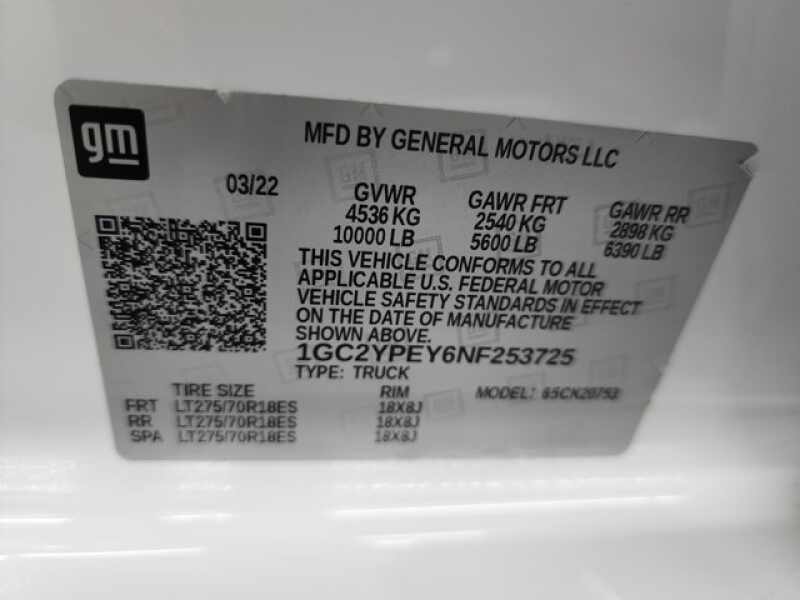 gm
MFD BY GENERAL MOTORS LLC
03/22
GVWR GAWR FRT GAWR RR
4536 KG 2540 KG 2898 KG
10000 LB 5600 LB 6390 LB
THIS VEHICLE CONFORMS TO ALL
APPLICABLE U.S. FEDERAL MOTOR
VEHICLE SAFETY STANDARDS IN EFFECT
ON THE DATE OF MANUFACTURE
SHOWN ABOVE.
1GC2YPEY6NF253725
TYPE: TRUCK
TIRE SIZE RIM MODEL:
FRT LT275/70R18ES 18X8J
RR LT275/70R18ES 18X8J
SPA LT275/70R18ES 18X8J